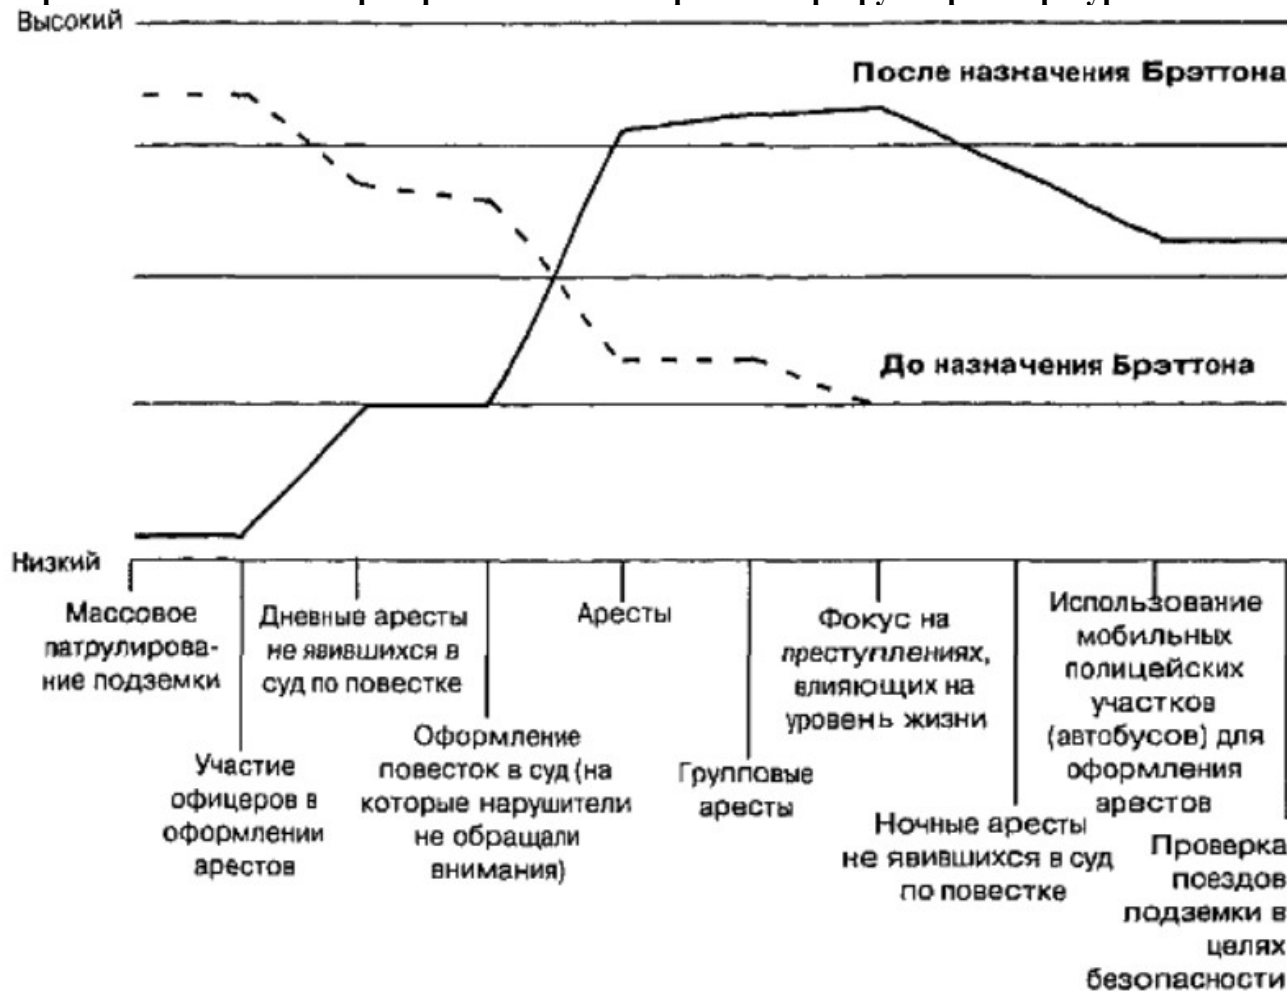 Высокий
После назначения Брэттона
До назначения Брэттона
Низкий
Массовое
патрулирова-
ние подземки
Участие
офицеров в
оформлении
арестов
Дневные аресты
не явившихся в
суд по повестке
Оформление
повесток в суд (на
которые нарушители
не обращали
внимания)
Аресты
Групповые
аресты
Фокус на
преступлениях,
влияющих на
уровень жизни
Ночные аресты
не явившихся в суд
по повестке
Использование
мобильных
полицейских
участков
(автобусов) для
оформления
арестов
Проверка
поездов
подземки в
целях
безопасности